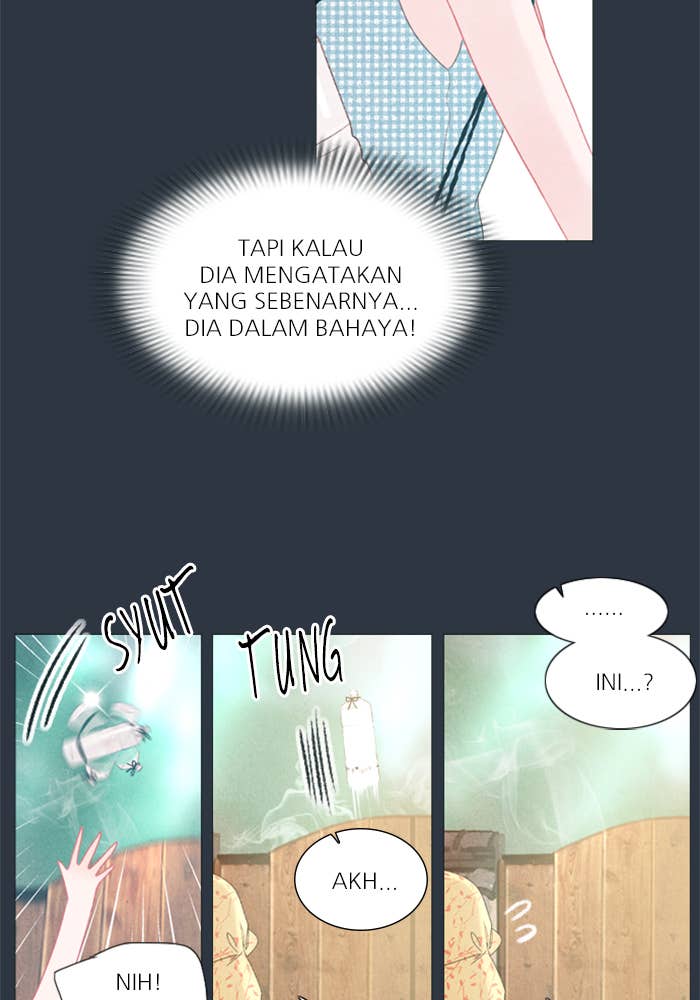 TAPI KALAU
DIA MENGATAKAN
YANG SEBENARNYA...
DIA DALAM BAHAYA!
SYUT
TUNG
......
INI...?
AKH...
NIH!